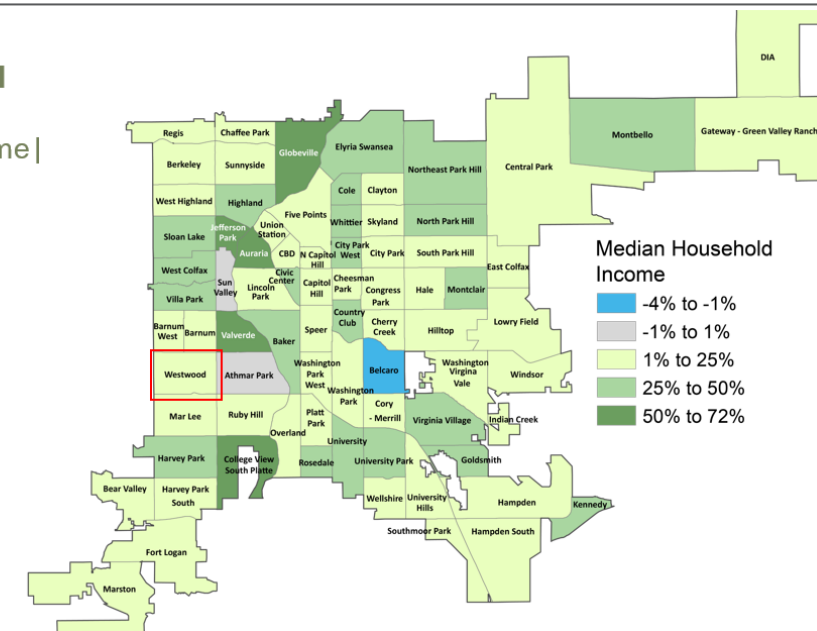 me|
DIA
Regis
Chaffee Park
Globeville
Elyria Swansea
Montbello
Gateway - Green Valley Ranch
Berkeley
Sunnyside
Northeast Park Hill
Central Park
Cole
Clayton
West Highland
Highland
Five Points
Whittier
Skyland
North Park Hill
Union
Station
Jefferson
Park
Sloan Lake
Auraria
CBD
N Capitol
Hill
City Park
West
City Park
South Park Hill
West Colfax
Sun
Valley
Civic
Center
Lincoln
Park
Capitol
Hill
Cheesman
Park
Congress
Park
Hale
Montclair
East Colfax
Villa Park
Country
Club
Cherry
Creek
Hilltop
Lowry Field
Barnum
West
Barnum
Valverde
Baker
Speer
Westwood
Athmar Park
Washington
Park
West
Washington
Park
Belcaro
Washington
Virgina
Vale
Windsor
Mar Lee
Ruby Hill
Overland
Platt
Park
Cory
- Merrill
Virginia Village
Indian Creek
University
Harvey Park
College View
South Platte
Rosedale
University Park
Goldsmith
Bear Valley
Harvey Park
South
Wellshire
University
Hills
Hampden
Kennedy
Southmoor Park
Hampden South
Fort Logan
Marston
Median Household
Income
-4% to -1%
-1% to 1%
1% to 25%
25% to 50%
50% to 72%